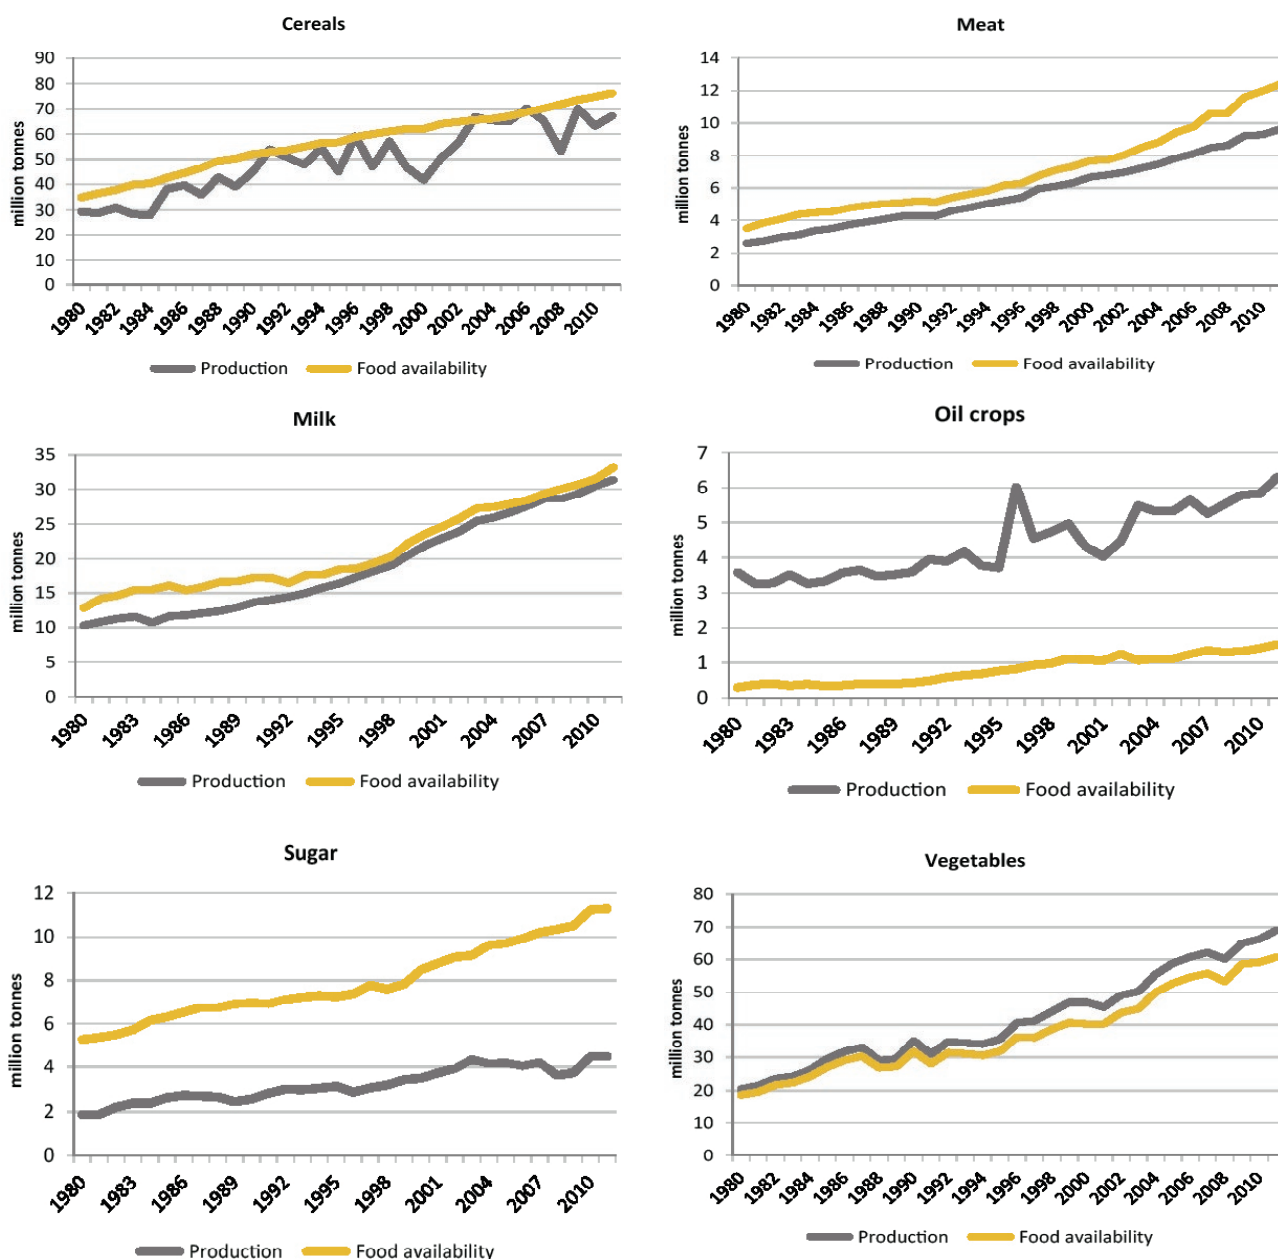 Cereals
million tonnes
90
80
70
60
50
40
30
20
10
0
1980 1982 1984 1986 1988 1990 1992 1994 1996 1998 2000 2002 2004 2006 2008 2010
Production Food availability
Meat
million tonnes
14
12
10
8
6
4
2
0
1980 1982 1984 1986 1988 1990 1992 1994 1996 1998 2000 2002 2004 2006 2008 2010
Production Food availability
Milk
million tonnes
35
30
25
20
15
10
5
0
1980 1983 1986 1989 1992 1995 1998 2001 2004 2007 2010
Production Food availability
Oil crops
million tonnes
7
6
5
4
3
2
1
0
1980 1983 1986 1989 1992 1995 1998 2001 2004 2007 2010
Production Food availability
Sugar
million tonnes
12
10
8
6
4
2
0
1980 1983 1986 1989 1992 1995 1998 2001 2004 2007 2010
Production Food availability
Vegetables
million tonnes
80
70
60
50
40
30
20
10
0
1980 1982 1984 1986 1988 1990 1992 1994 1996 1998 2000 2002 2004 2006 2008 2010
Production Food availability